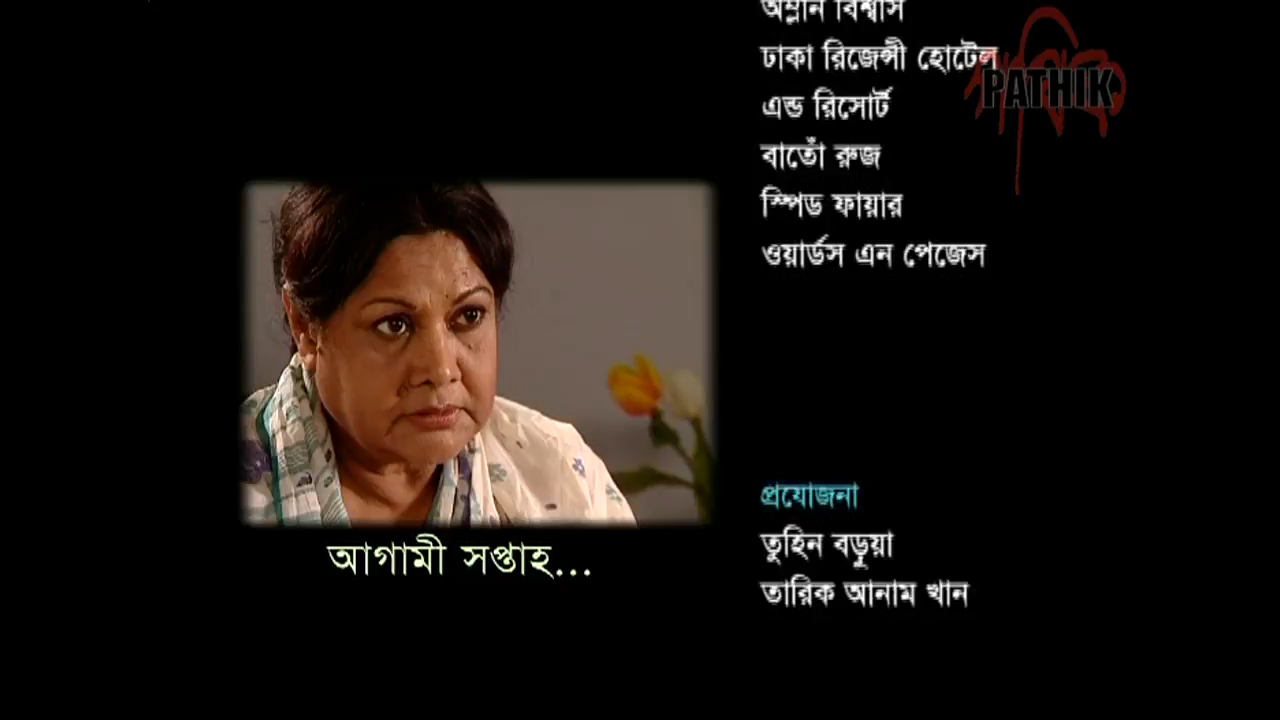 অম্লান বিশ্বাস
ঢাকা রিজেন্সী হোটেল
এন্ড রিসোর্ট
বার্তো রুজ
স্পিড ফায়ার
ওয়ার্ডস এন পেজেস
PATHIK
আগামী সপ্তাহ...
প্রযোজনা
তুহিন বড়ুয়া
তারিক আনাম খান